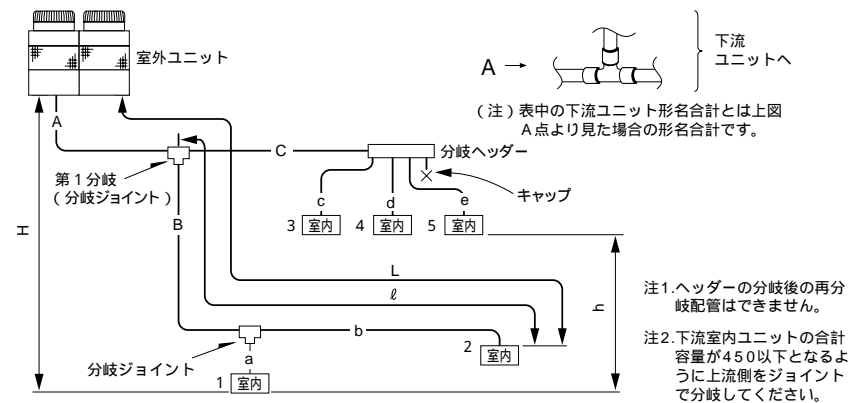 室外ユニット
A
下流
ユニットへ
(注)表中の下流ユニット形名合計とは上図
A点より見た場合の形名合計です。
A
C
分岐ヘッダー
第1分岐
(分岐ジョイント)
キャップ
c
d
e
3 室内
4 室内
5 室内
B
H
L
ℓ
h
b
分岐ジョイント
a
1 室内
2 室内
注1.ヘッダーの分岐後の再分
岐配管はできません。
注2.下流室内ユニットの合計
容量が450以下となるよ
うに上流側をジョイント
で分岐してください。